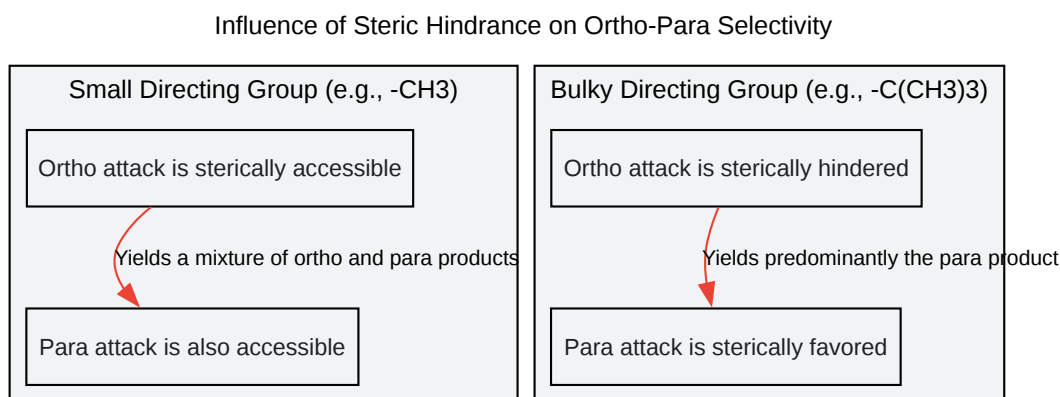 Influence of Steric Hindrance on Ortho-Para Selectivity
Small Directing Group (e.g., -CH3)
Ortho attack is sterically accessible
Yields a mixture of ortho and para products
Para attack is also accessible
Bulky Directing Group (e.g., -C(CH3)3)
Ortho attack is sterically hindered
Yields predominantly the para product
Para attack is sterically favored